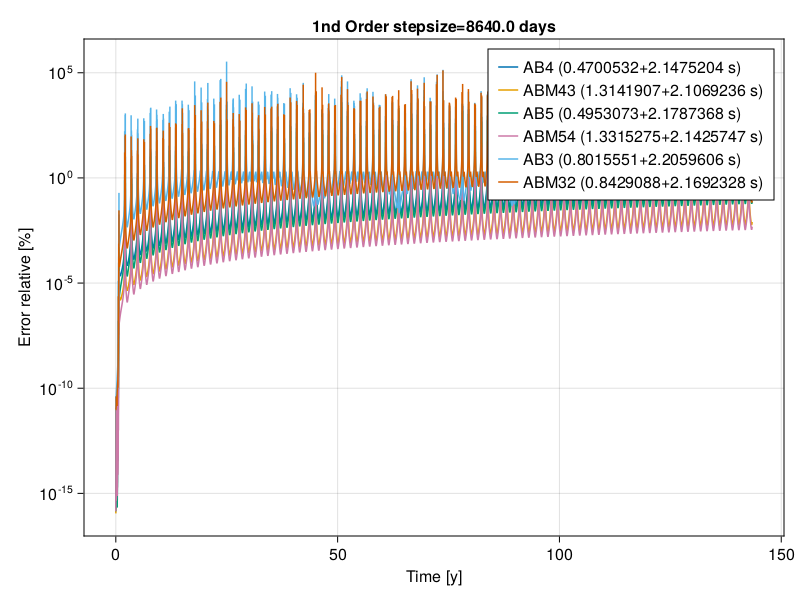 1nd Order stepsize=8640.0 days
AB4 (0.4700532+2.1475204 s)
ABM43 (1.3141907+2.1069236 s)
AB5 (0.4953073+2.1787368 s)
ABM54 (1.3315275+2.1425747 s)
AB3 (0.8015551+2.2059606 s)
ABM32 (0.8429088+2.1692328 s)
Error relative [%]
10^5
10^0
10^-5
10^-10
10^-15
0 50 100 150
Time [y]